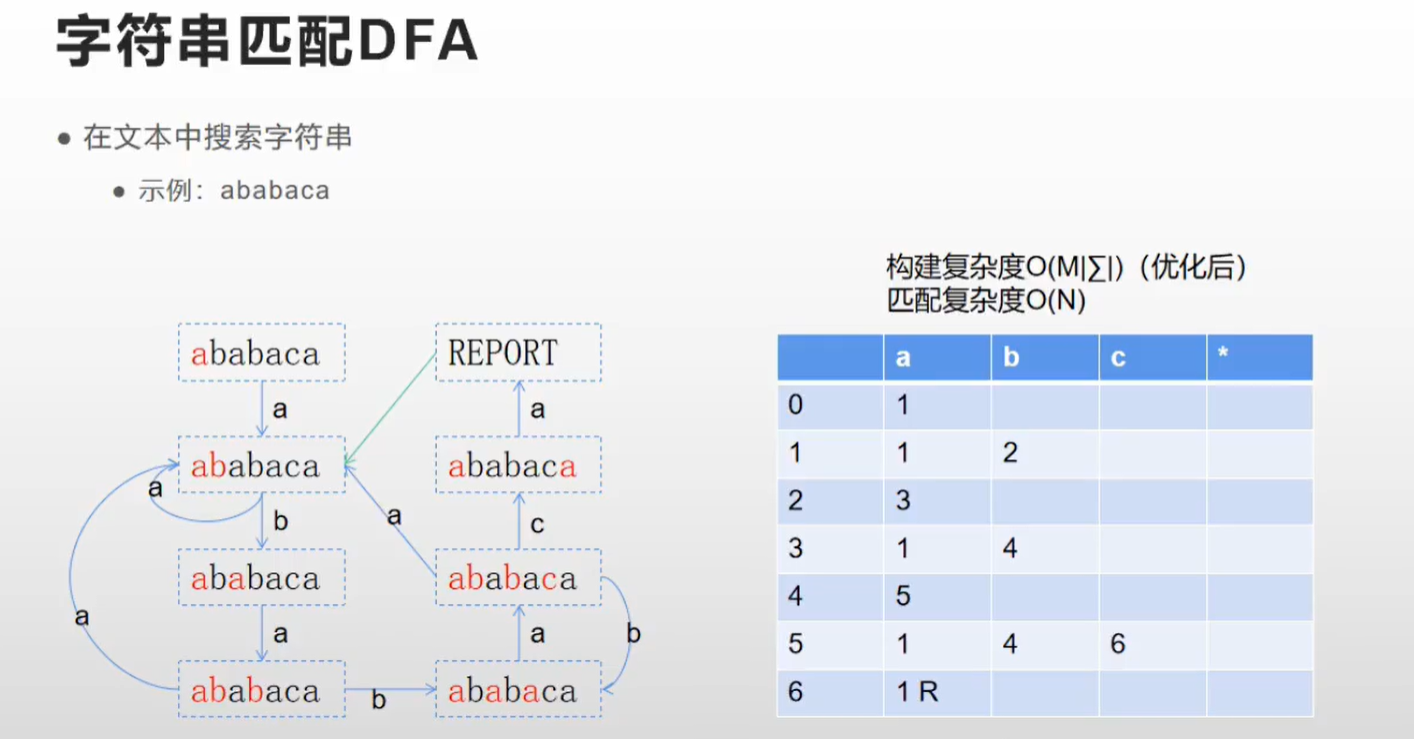 字符串匹配DFA
● 在文本中搜索字符串
● 示例：ababaca
构建复杂度O(M|∑|)（优化后）
匹配复杂度O(N)
ababaca
a
ababaca
a
b
ababaca
a
a
ababaca
b
REPORT
a
ababaca
c
a
ababaca
a
b
ababaca
a b c *
0 1
1 1 2
2 3
3 1 4
4 5
5 1 4 6
6 1 R